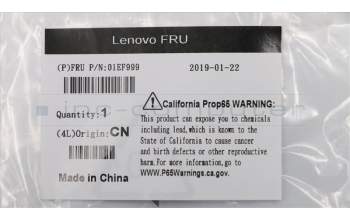 Lenovo FRU
(P)FRU P/N:01EF999
2019-01-22
California Prop65 WARNING:
This product can expose you to chemicals
including lead,which is known to the
State of California to cause cancer
and birth defects or other reproductive
harm.For more information,go to
WWW.P65Warnings.ca.gov.
Quantity:1
(4L)Origin:CN
Made in China